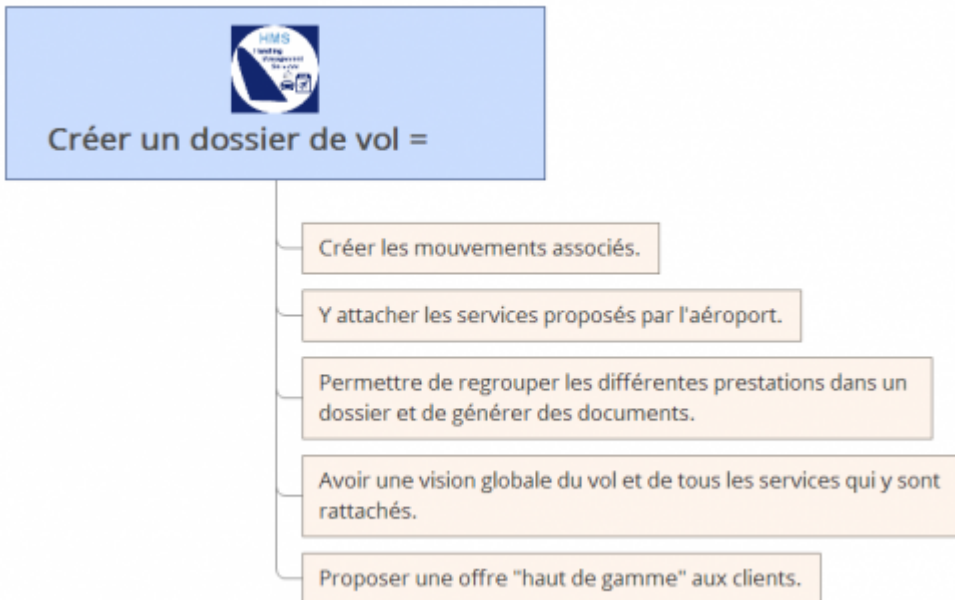 HMS
Créer un dossier de vol =
Créer les mouvements associés.
Y attacher les services proposés par l'aéroport.
Permettre de regrouper les différentes prestations dans un
dossier et de générer des documents.
Avoir une vision globale du vol et de tous les services qui y sont
rattachés.
Proposer une offre "haut de gamme" aux clients.